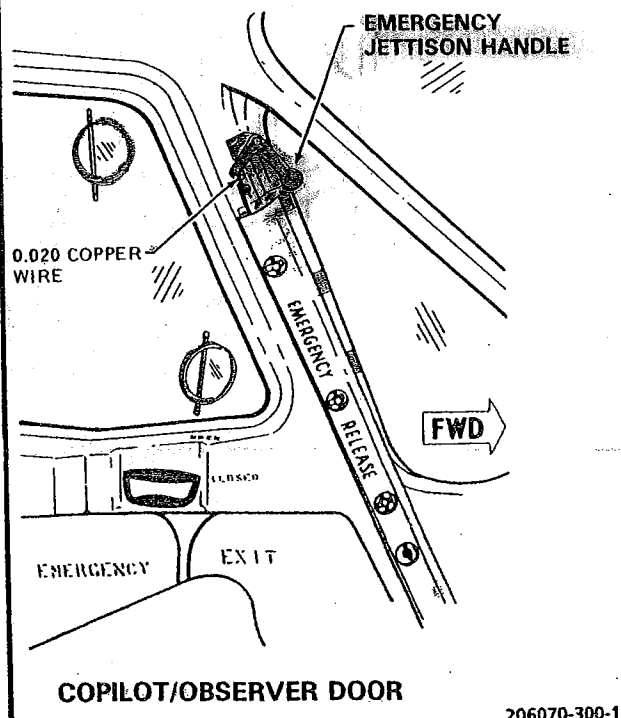 EMERGENCY
JETTISON HANDLE
0.020 COPPER
WIRE
EMERGENCY
RELEASE
FWD
CLOSED
EMERGENCY
EXIT
COPILOT/OBSERVER DOOR
206070-300-1